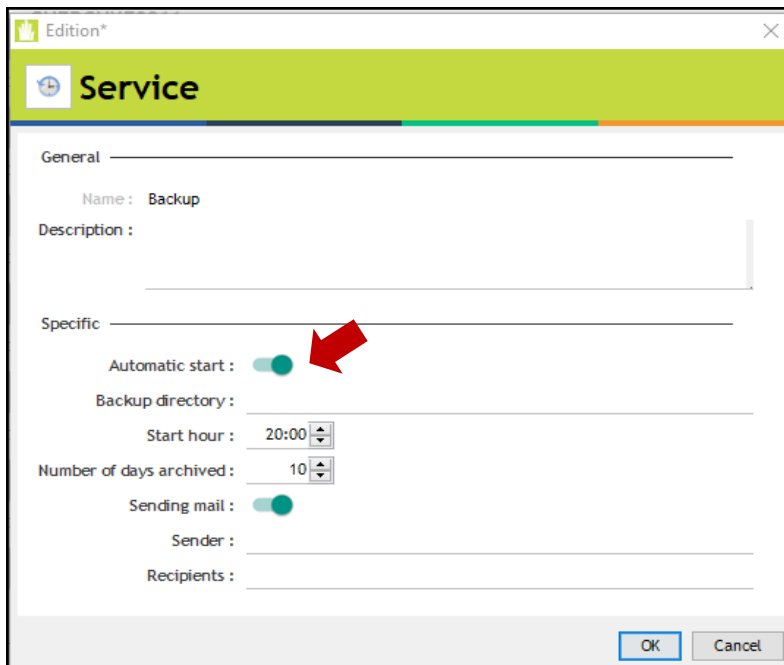 Edition*
Service
General
Name : Backup
Description :
Specific
Automatic start :
Backup directory :
Start hour : 20:00
Number of days archived : 10
Sending mail :
Sender :
Recipients :
OK Cancel